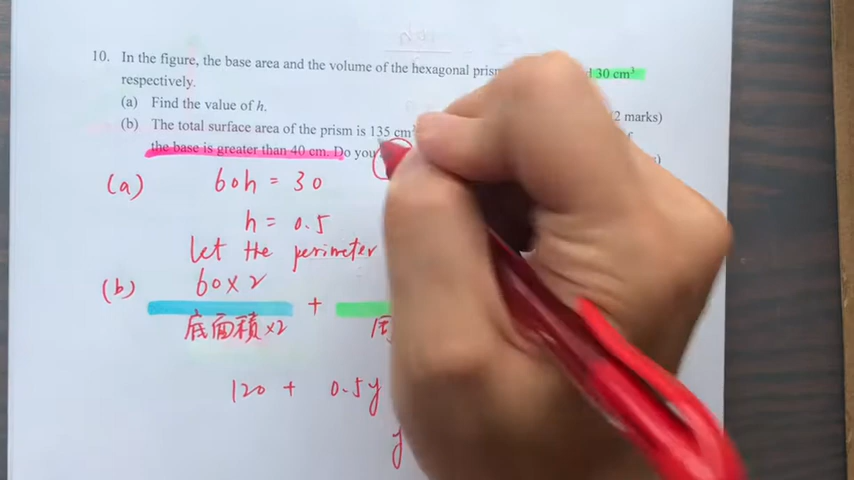 10. In the figure, the base area and the volume of the hexagonal prism 30 cm³
respectively.
(a) Find the value of h.
(2 marks)
(b) The total surface area of the prism is 135 cm²
the base is greater than 40 cm. Do you
(a) 60h = 30
h = 0.5
let the perimeter
(b) 60 × 2 +
底面積×2
120 + 0.5y
y